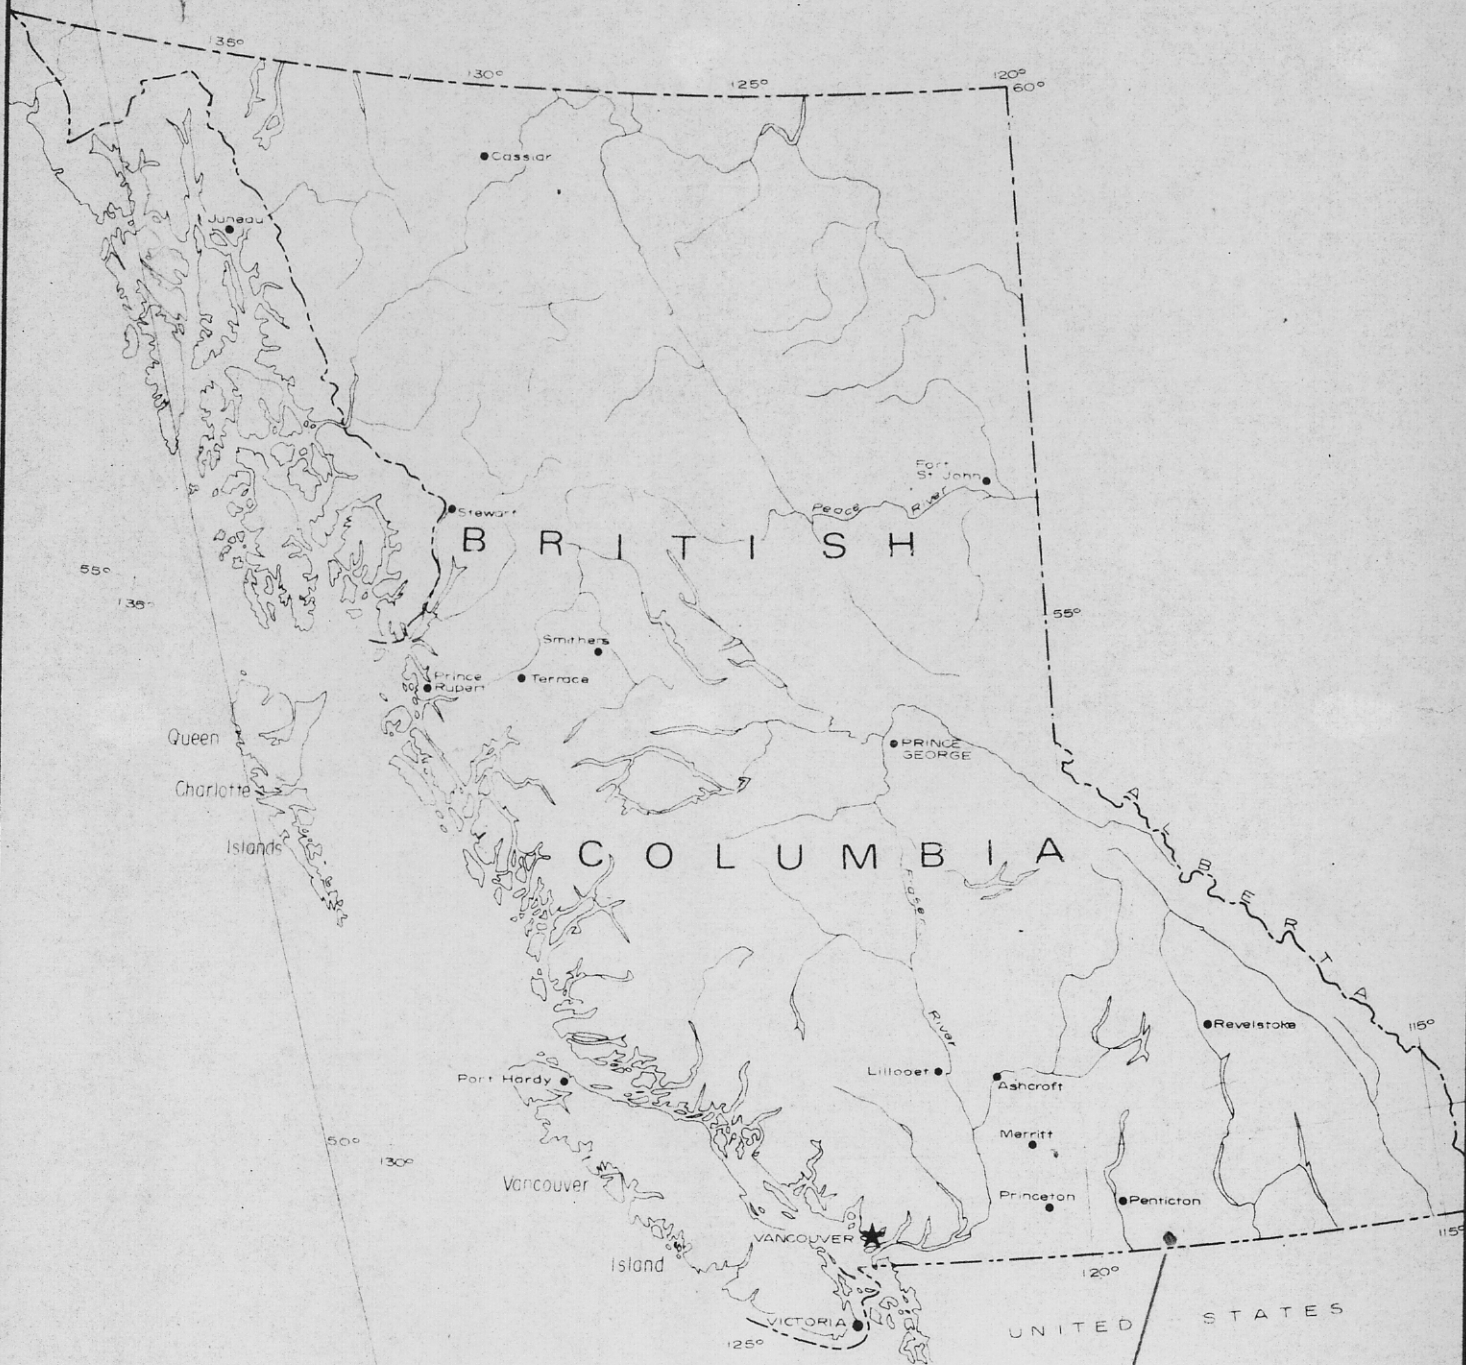 135°
130°
125°
120°
60°
Cassiar
Juneau
Fort
St. John
Peace River
Stewart
BRITISH
55°
135°
55°
Smithers
Terrace
Prince
Rupert
Queen
Charlotte
Islands
PRINCE
GEORGE
ALBERTA
COLUMBIA
Fraser
River
115°
Revelstoke
Port Hardy
Lillooet
Ashcroft
50°
130°
Merritt
Vancouver
Island
Princeton
Penticton
VANCOUVER
120°
115°
VICTORIA
125°
UNITED STATES